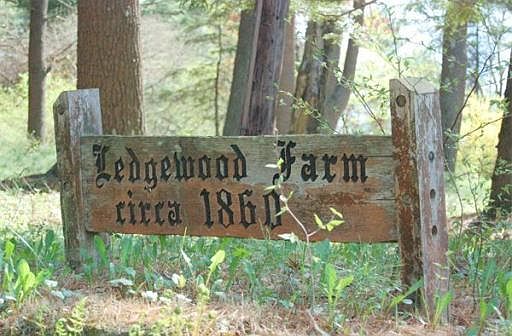 Ledgewood Farm
circa 1860